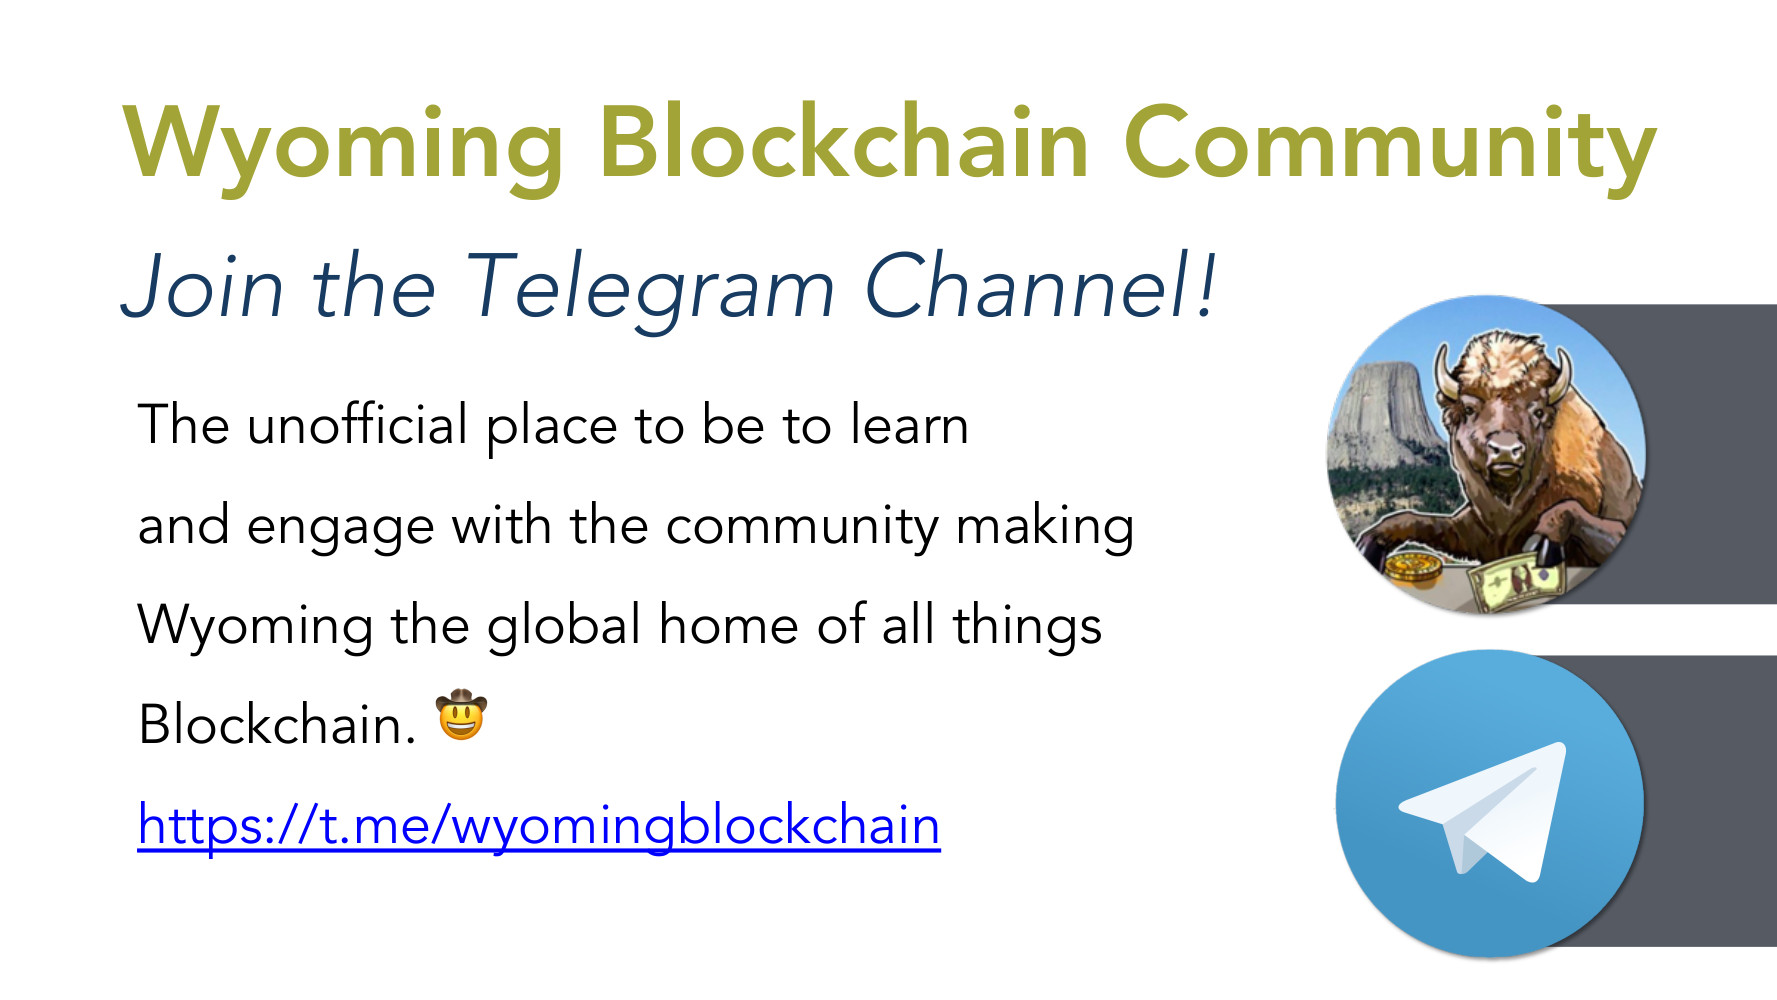 Wyoming Blockchain Community
Join the Telegram Channel!
The unofficial place to be to learn
and engage with the community making
Wyoming the global home of all things
Blockchain. 🤠
https://t.me/wyomingblockchain